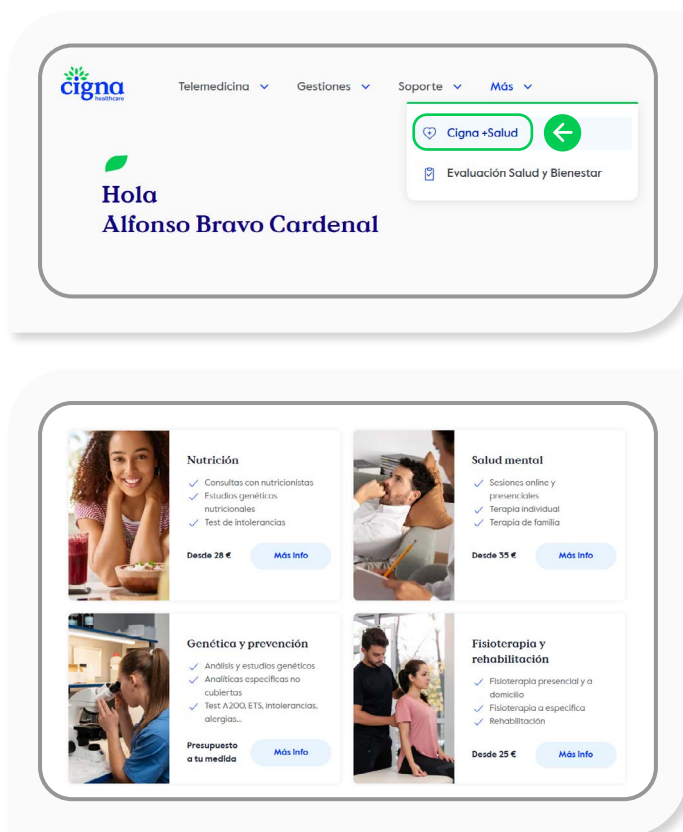 cigna
healthcare
Telemedicina
Gestiones
Soporte
Más
Cigna +Salud
Evaluación Salud y Bienestar
Hola
Alfonso Bravo Cardenal
Nutrición
Consultas con nutricionistas
Estudios genéticos
nutricionales
Test de intolerancias
Desde 28 €
Más Info
Salud mental
Sesiones online y
presenciales
Terapia individual
Terapia de familia
Desde 35 €
Más Info
Genética y prevención
Análisis y estudios genéticos
Analíticas específicas no
cubiertas
Test A200, ETS, intolerancias,
alergias...
Presupuesto
a tu medida
Más Info
Fisioterapia y
rehabilitación
Fisioterapia presencial y a
domicilio
Fisioterapia a específica
Rehabilitación
Desde 25 €
Más Info